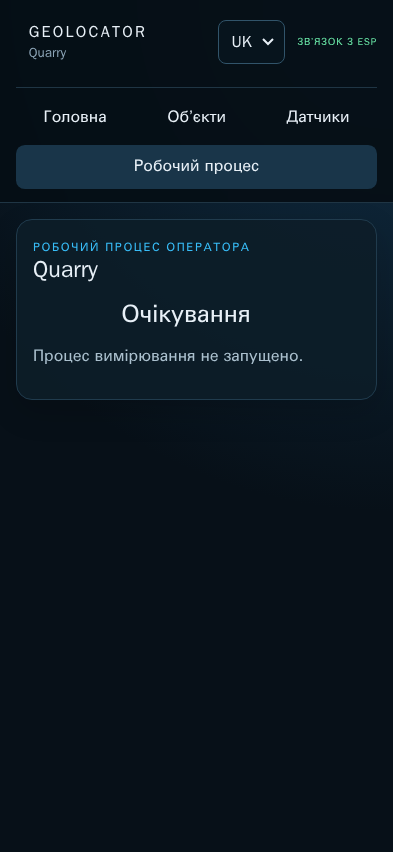 GEOLOCATOR
Quarry
UK
ЗВ'ЯЗОК З ESP
Головна
Об'єкти
Датчики
Робочий процес
РОБОЧИЙ ПРОЦЕС ОПЕРАТОРА
Quarry
Очікування
Процес вимірювання не запущено.